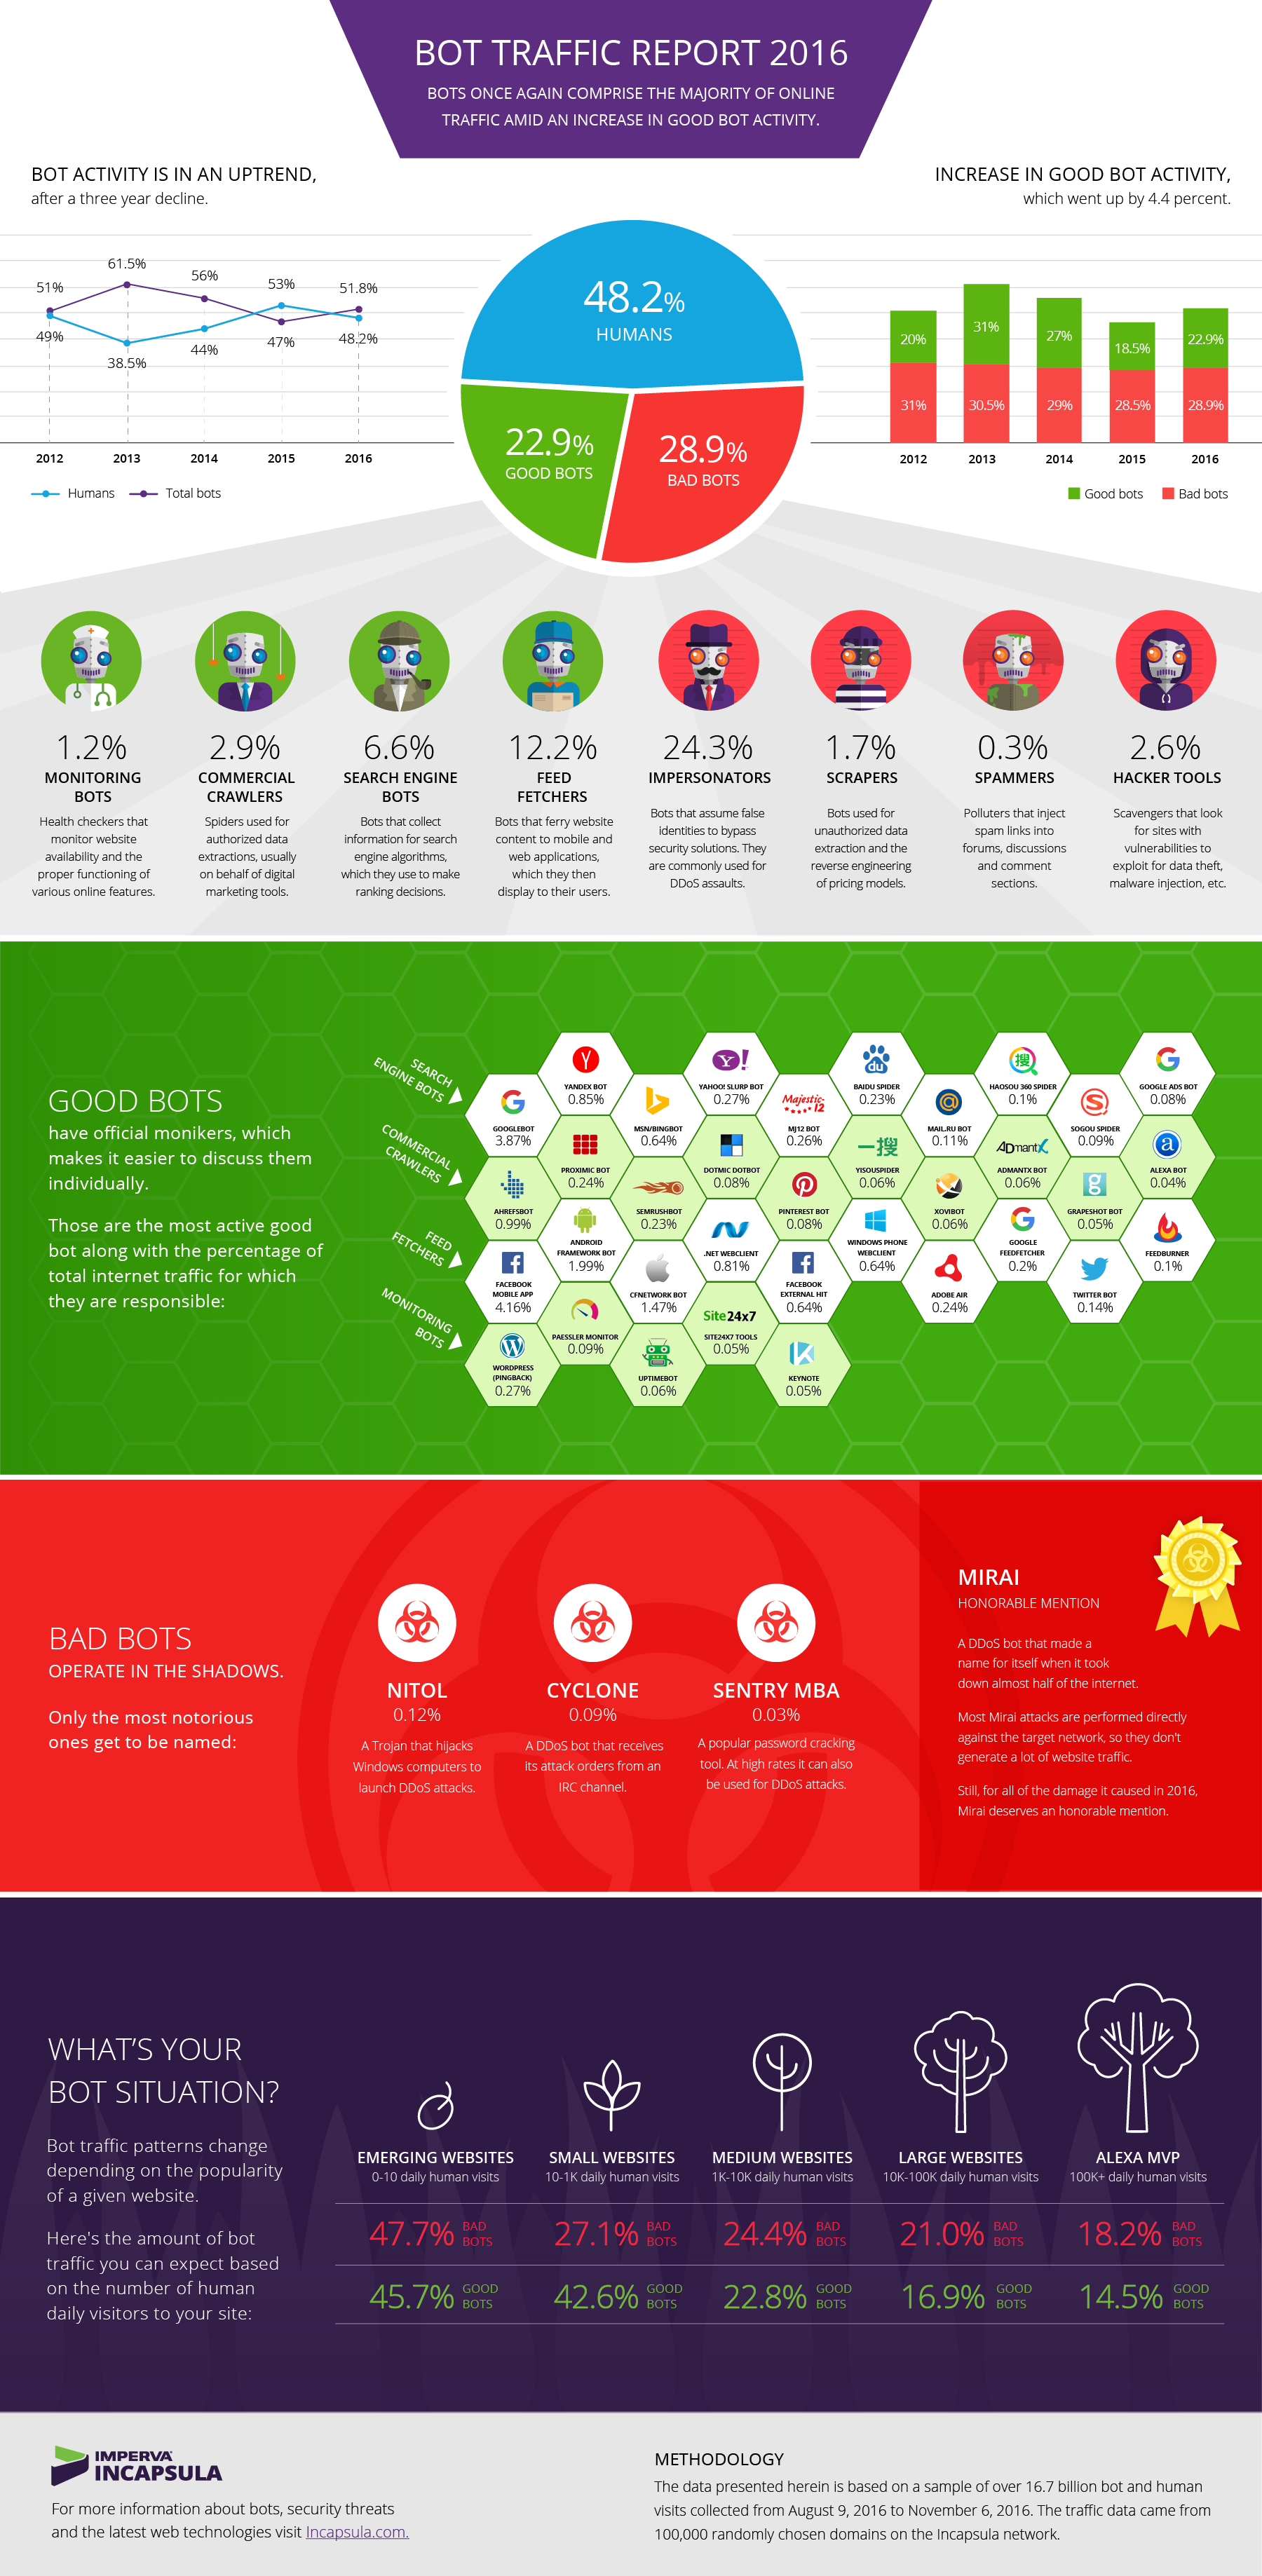 BOT TRAFFIC REPORT 2016
BOTS ONCE AGAIN COMPRISE THE MAJORITY OF ONLINE
TRAFFIC AMID AN INCREASE IN GOOD BOT ACTIVITY.
BOT ACTIVITY IS IN AN UPTREND,
after a three year decline.
51%
61.5%
56%
53%
51.8%
49%
38.5%
44%
47%
48.2%
2012 2013 2014 2015 2016
Humans Total bots
48.2%
HUMANS
22.9%
GOOD BOTS
28.9%
BAD BOTS
INCREASE IN GOOD BOT ACTIVITY,
which went up by 4.4 percent.
20% 31% 27% 18.5% 22.9%
31% 30.5% 29% 28.5% 28.9%
2012 2013 2014 2015 2016
Good bots Bad bots
1.2%
MONITORING
BOTS
Health checkers that
monitor website
availability and the
proper functioning of
various online features.
2.9%
COMMERCIAL
CRAWLERS
Spiders used for
authorized data
extractions, usually
on behalf of digital
marketing tools.
6.6%
SEARCH ENGINE
BOTS
Bots that collect
information for search
engine algorithms,
which they use to make
ranking decisions.
12.2%
FEED
FETCHERS
Bots that ferry website
content to mobile and
web applications,
which they then
display to their users.
24.3%
IMPERSONATORS
Bots that assume false
identities to bypass
security solutions. They
are commonly used for
DDoS assaults.
1.7%
SCRAPERS
Bots used for
unauthorized data
extraction and the
reverse engineering
of pricing models.
0.3%
SPAMMERS
Polluters that inject
spam links into
forums, discussions
and comment
sections.
2.6%
HACKER TOOLS
Scavengers that look
for sites with
vulnerabilities to
exploit for data theft,
malware injection, etc.
GOOD BOTS
have official monikers, which
makes it easier to discuss them
individually.
Those are the most active good
bot along with the percentage of
total internet traffic for which
they are responsible:
SEARCH
ENGINE BOTS
GOOGLEBOT
3.87%
YANDEX BOT
0.85%
MSN/BINGBOT
0.64%
Y!
YAHOO! SLURP BOT
0.27%
Majestic-12
MJ12 BOT
0.26%
du
BAIDU SPIDER
0.23%
MAIL.RU BOT
0.11%
搜
HAOSOU 360 SPIDER
0.1%
SOGOU SPIDER
0.09%
GOOGLE ADS BOT
0.08%
COMMERCIAL
CRAWLERS
AHREFSBOT
0.99%
PROXIMIC BOT
0.24%
SEMRUSHBOT
0.23%
DOTMIC DOTBOT
0.08%
PINTEREST BOT
0.08%
一搜
YISOUSPIDER
0.06%
XOVIBOT
0.06%
ADmantX
ADMANTX BOT
0.06%
GRAPESHOT BOT
0.05%
ALEXA BOT
0.04%
FEED
FETCHERS
FACEBOOK
MOBILE APP
4.16%
ANDROID
FRAMEWORK BOT
1.99%
CFNETWORK BOT
1.47%
.NET WEBCLIENT
0.81%
FACEBOOK
EXTERNAL HIT
0.64%
WINDOWS PHONE
WEBCLIENT
0.64%
ADOBE AIR
0.24%
GOOGLE
FEEDFETCHER
0.2%
TWITTER BOT
0.14%
FEEDBURNER
0.1%
MONITORING
BOTS
WORDPRESS
(PINGBACK)
0.27%
PAESSLER MONITOR
0.09%
UPTIMEBOT
0.06%
Site24x7
SITE24X7 TOOLS
0.05%
KEYNOTE
0.05%
BAD BOTS
OPERATE IN THE SHADOWS.
Only the most notorious
ones get to be named:
NITOL
0.12%
A Trojan that hijacks
Windows computers to
launch DDoS attacks.
CYCLONE
0.09%
A DDoS bot that receives
its attack orders from an
IRC channel.
SENTRY MBA
0.03%
A popular password cracking
tool. At high rates it can also
be used for DDoS attacks.
MIRAI
HONORABLE MENTION
A DDoS bot that made a
name for itself when it took
down almost half of the internet.
Most Mirai attacks are performed directly
against the target network, so they don't
generate a lot of website traffic.
Still, for all of the damage it caused in 2016,
Mirai deserves an honorable mention.
WHAT'S YOUR
BOT SITUATION?
Bot traffic patterns change
depending on the popularity
of a given website.
Here's the amount of bot
traffic you can expect based
on the number of human
daily visitors to your site:
EMERGING WEBSITES
0-10 daily human visits
47.7% BAD BOTS
45.7% GOOD BOTS
SMALL WEBSITES
10-1K daily human visits
27.1% BAD BOTS
42.6% GOOD BOTS
MEDIUM WEBSITES
1K-10K daily human visits
24.4% BAD BOTS
22.8% GOOD BOTS
LARGE WEBSITES
10K-100K daily human visits
21.0% BAD BOTS
16.9% GOOD BOTS
ALEXA MVP
100K+ daily human visits
18.2% BAD BOTS
14.5% GOOD BOTS
IMPERVA
INCAPSULA
For more information about bots, security threats
and the latest web technologies visit Incapsula.com.
METHODOLOGY
The data presented herein is based on a sample of over 16.7 billion bot and human
visits collected from August 9, 2016 to November 6, 2016. The traffic data came from
100,000 randomly chosen domains on the Incapsula network.